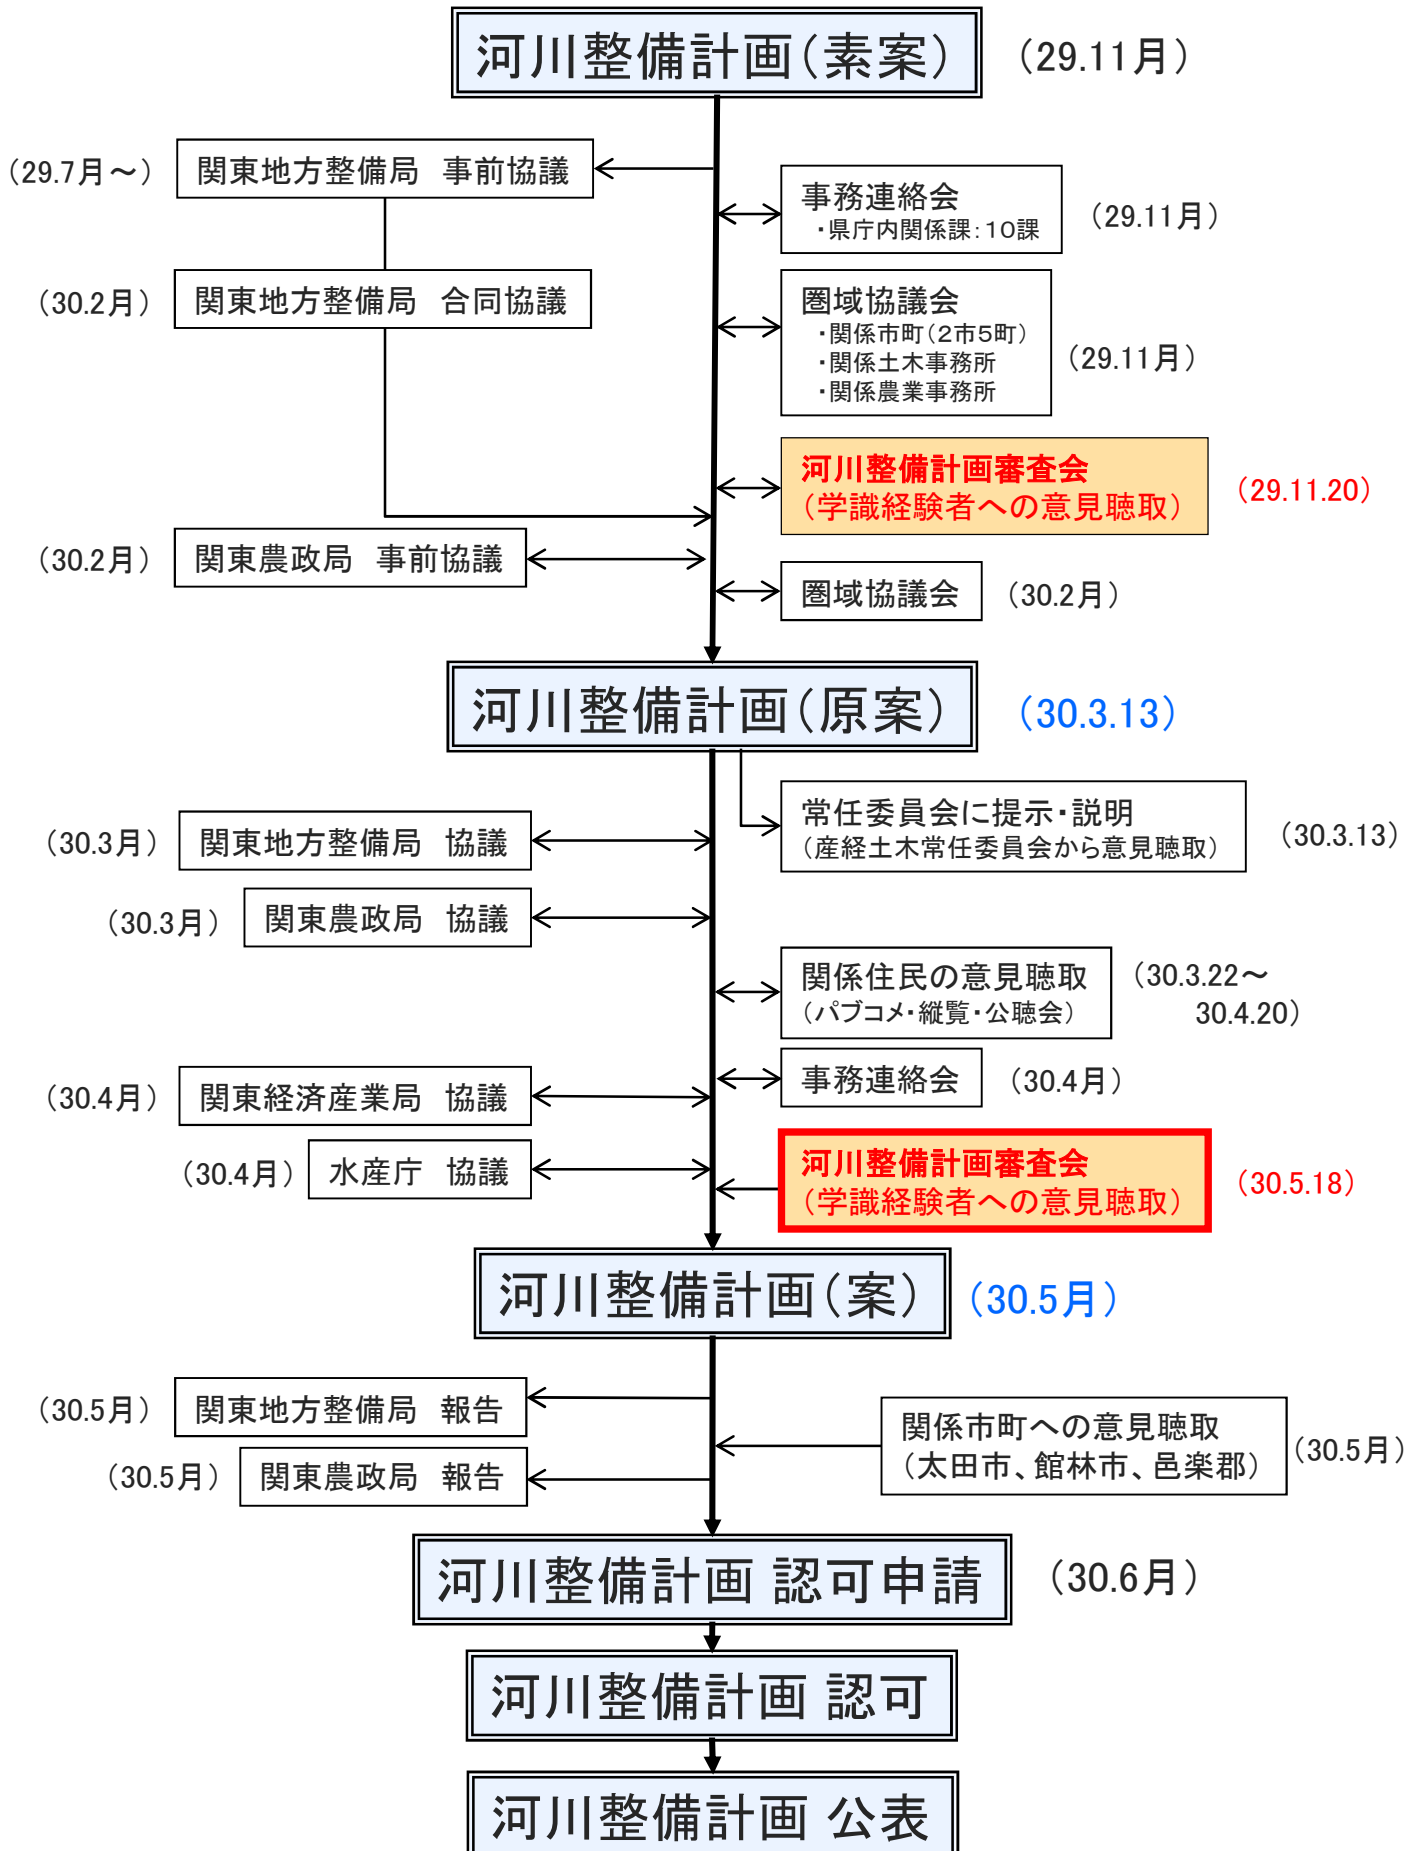 河川整備計画（素案）　（29.11月）
（29.7月～）　関東地方整備局　事前協議
事務連絡会
・県庁内関係課：１０課
（29.11月）
（30.2月）　関東地方整備局　合同協議
圏域協議会
・関係市町（２市５町）
・関係土木事務所
・関係農業事務所
（29.11月）
河川整備計画審査会
（学識経験者への意見聴取）
（29.11.20）
（30.2月）　関東農政局　事前協議
圏域協議会　（30.2月）
河川整備計画（原案）　（30.3.13）
常任委員会に提示・説明
（産経土木常任委員会から意見聴取）
（30.3.13）
（30.3月）　関東地方整備局　協議
（30.3月）　関東農政局　協議
関係住民の意見聴取
（パブコメ・縦覧・公聴会）
（30.3.22～
30.4.20）
事務連絡会　（30.4月）
（30.4月）　関東経済産業局　協議
（30.4月）　水産庁　協議
河川整備計画審査会
（学識経験者への意見聴取）
（30.5.18）
河川整備計画（案）　（30.5月）
（30.5月）　関東地方整備局　報告
関係市町への意見聴取
（太田市、館林市、邑楽郡）
（30.5月）
（30.5月）　関東農政局　報告
河川整備計画 認可申請　（30.6月）
河川整備計画 認可
河川整備計画 公表